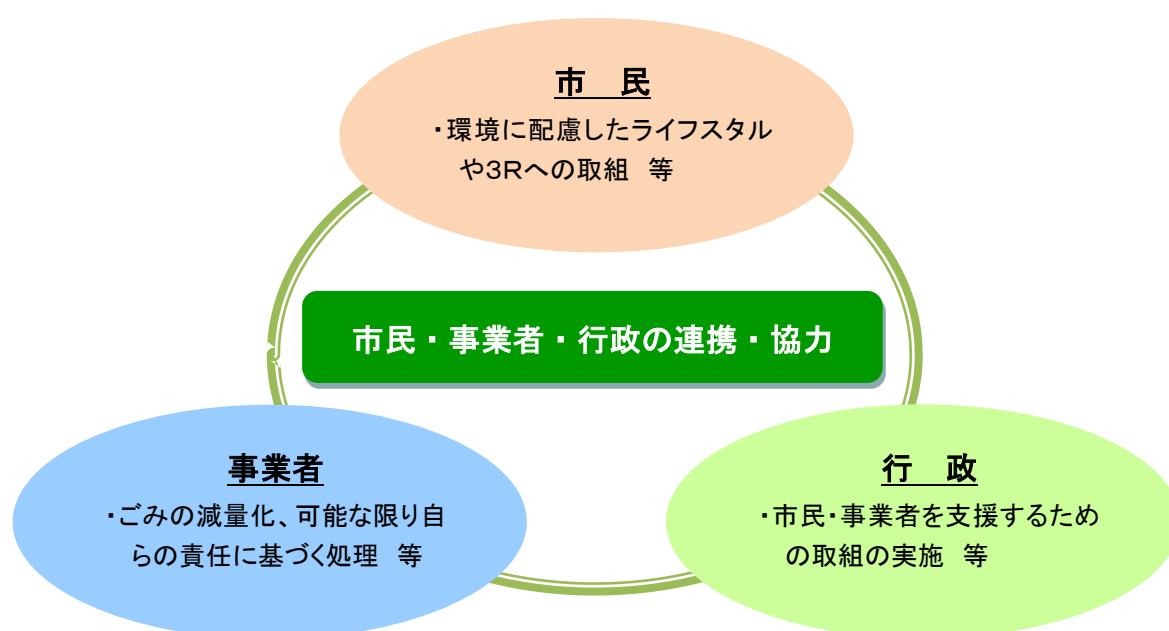 市　民
・環境に配慮したライフスタル
や3Rへの取組　等
市民・事業者・行政の連携・協力
事業者
・ごみの減量化、可能な限り自
らの責任に基づく処理　等
行　政
・市民・事業者を支援するため
の取組の実施　等